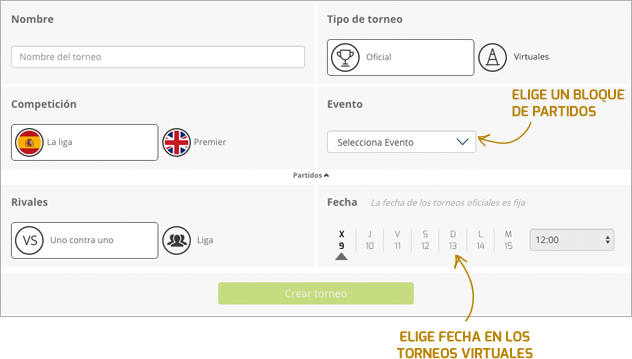 Nombre
Nombre del torneo
Tipo de torneo
Oficial
Virtuales
Competición
La liga
Premier
Evento
Selecciona Evento
ELIGE UN BLOQUE
DE PARTIDOS
Partidos
Rivales
VS Uno contra uno
Liga
Fecha La fecha de los torneos oficiales es fija
X J V S D L M
9 10 11 12 13 14 15
12:00
Crear torneo
ELIGE FECHA EN LOS
TORNEOS VIRTUALES